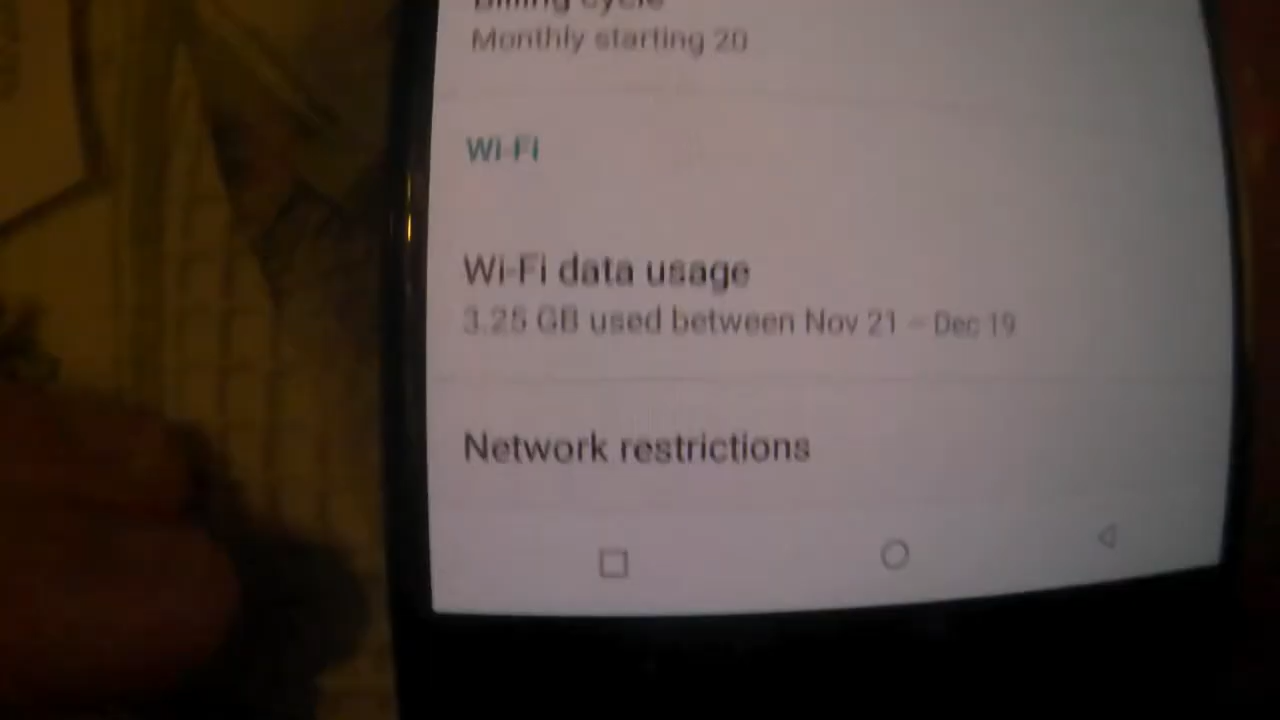 Billing cycle
Monthly starting 20
Wi-Fi
Wi-Fi data usage
3.25 GB used between Nov 21 – Dec 19
Network restrictions